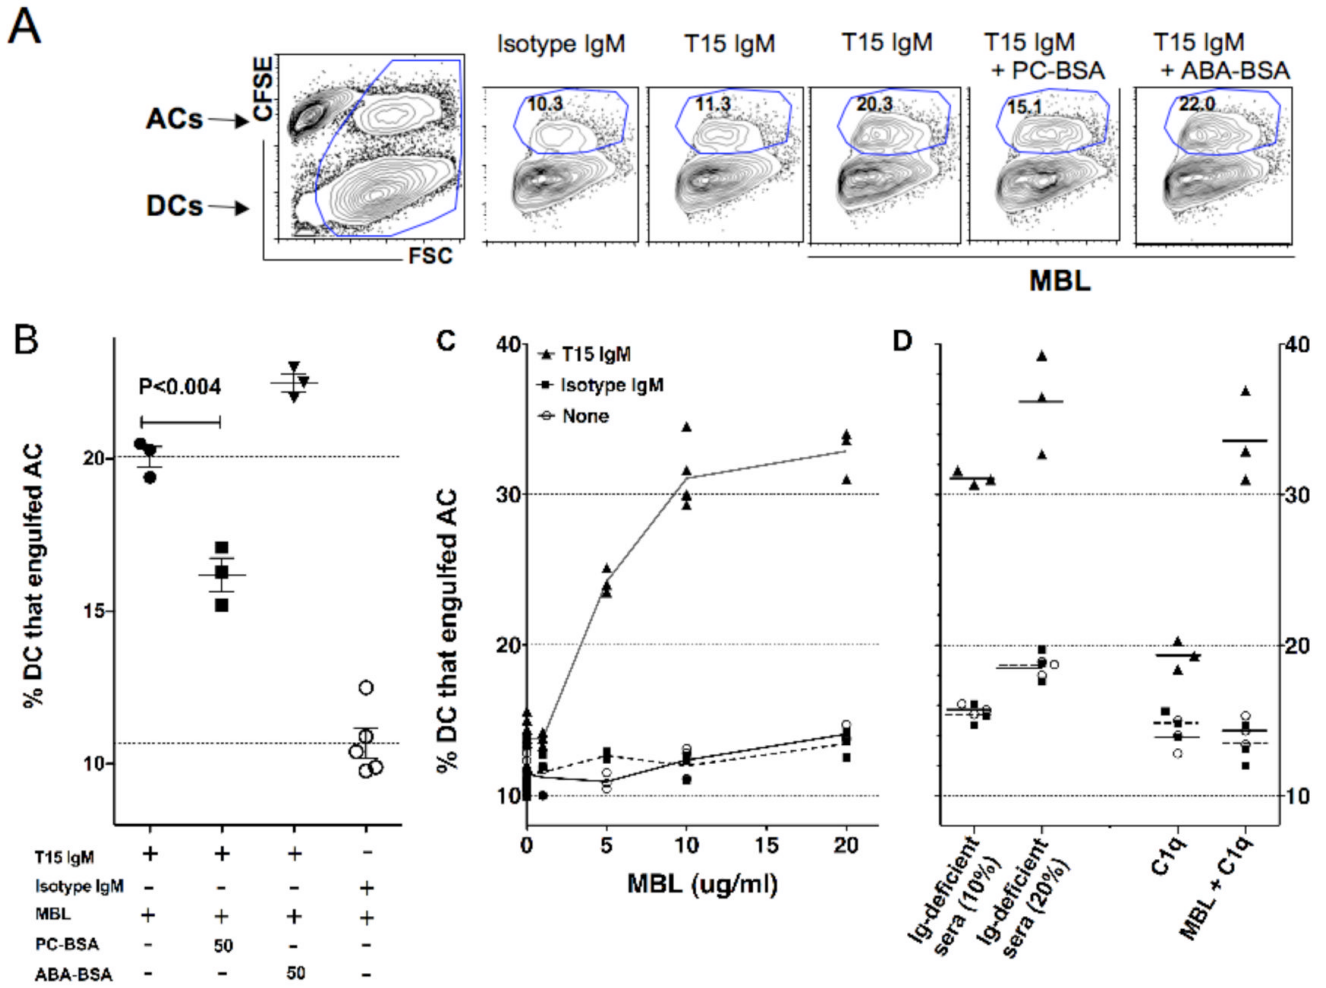 A
CFSE
ACs
DCs
FSC
Isotype IgM
10.3
T15 IgM
11.3
T15 IgM
20.3
T15 IgM
+ PC-BSA
15.1
T15 IgM
+ ABA-BSA
22.0
MBL
B
P<0.004
% DC that engulfed AC
20
15
10
T15 IgM + + + -
Isotype IgM - - - +
MBL + + + +
PC-BSA - 50 - -
ABA-BSA - - 50 -
C
T15 IgM
Isotype IgM
None
% DC that engulfed AC
40
30
20
10
0 5 10 15 20
MBL (ug/ml)
D
40
30
20
10
Ig-deficient
sera (10%)
Ig-deficient
sera (20%)
C1q
MBL + C1q